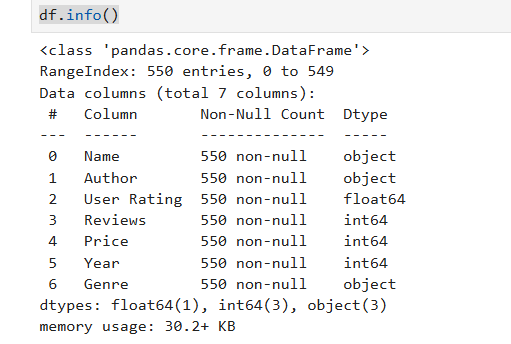 df.info()
<class 'pandas.core.frame.DataFrame'>
RangeIndex: 550 entries, 0 to 549
Data columns (total 7 columns):
 #   Column       Non-Null Count  Dtype
---  ------       --------------  -----
 0   Name         550 non-null    object
 1   Author       550 non-null    object
 2   User Rating  550 non-null    float64
 3   Reviews      550 non-null    int64
 4   Price        550 non-null    int64
 5   Year         550 non-null    int64
 6   Genre        550 non-null    object
dtypes: float64(1), int64(3), object(3)
memory usage: 30.2+ KB